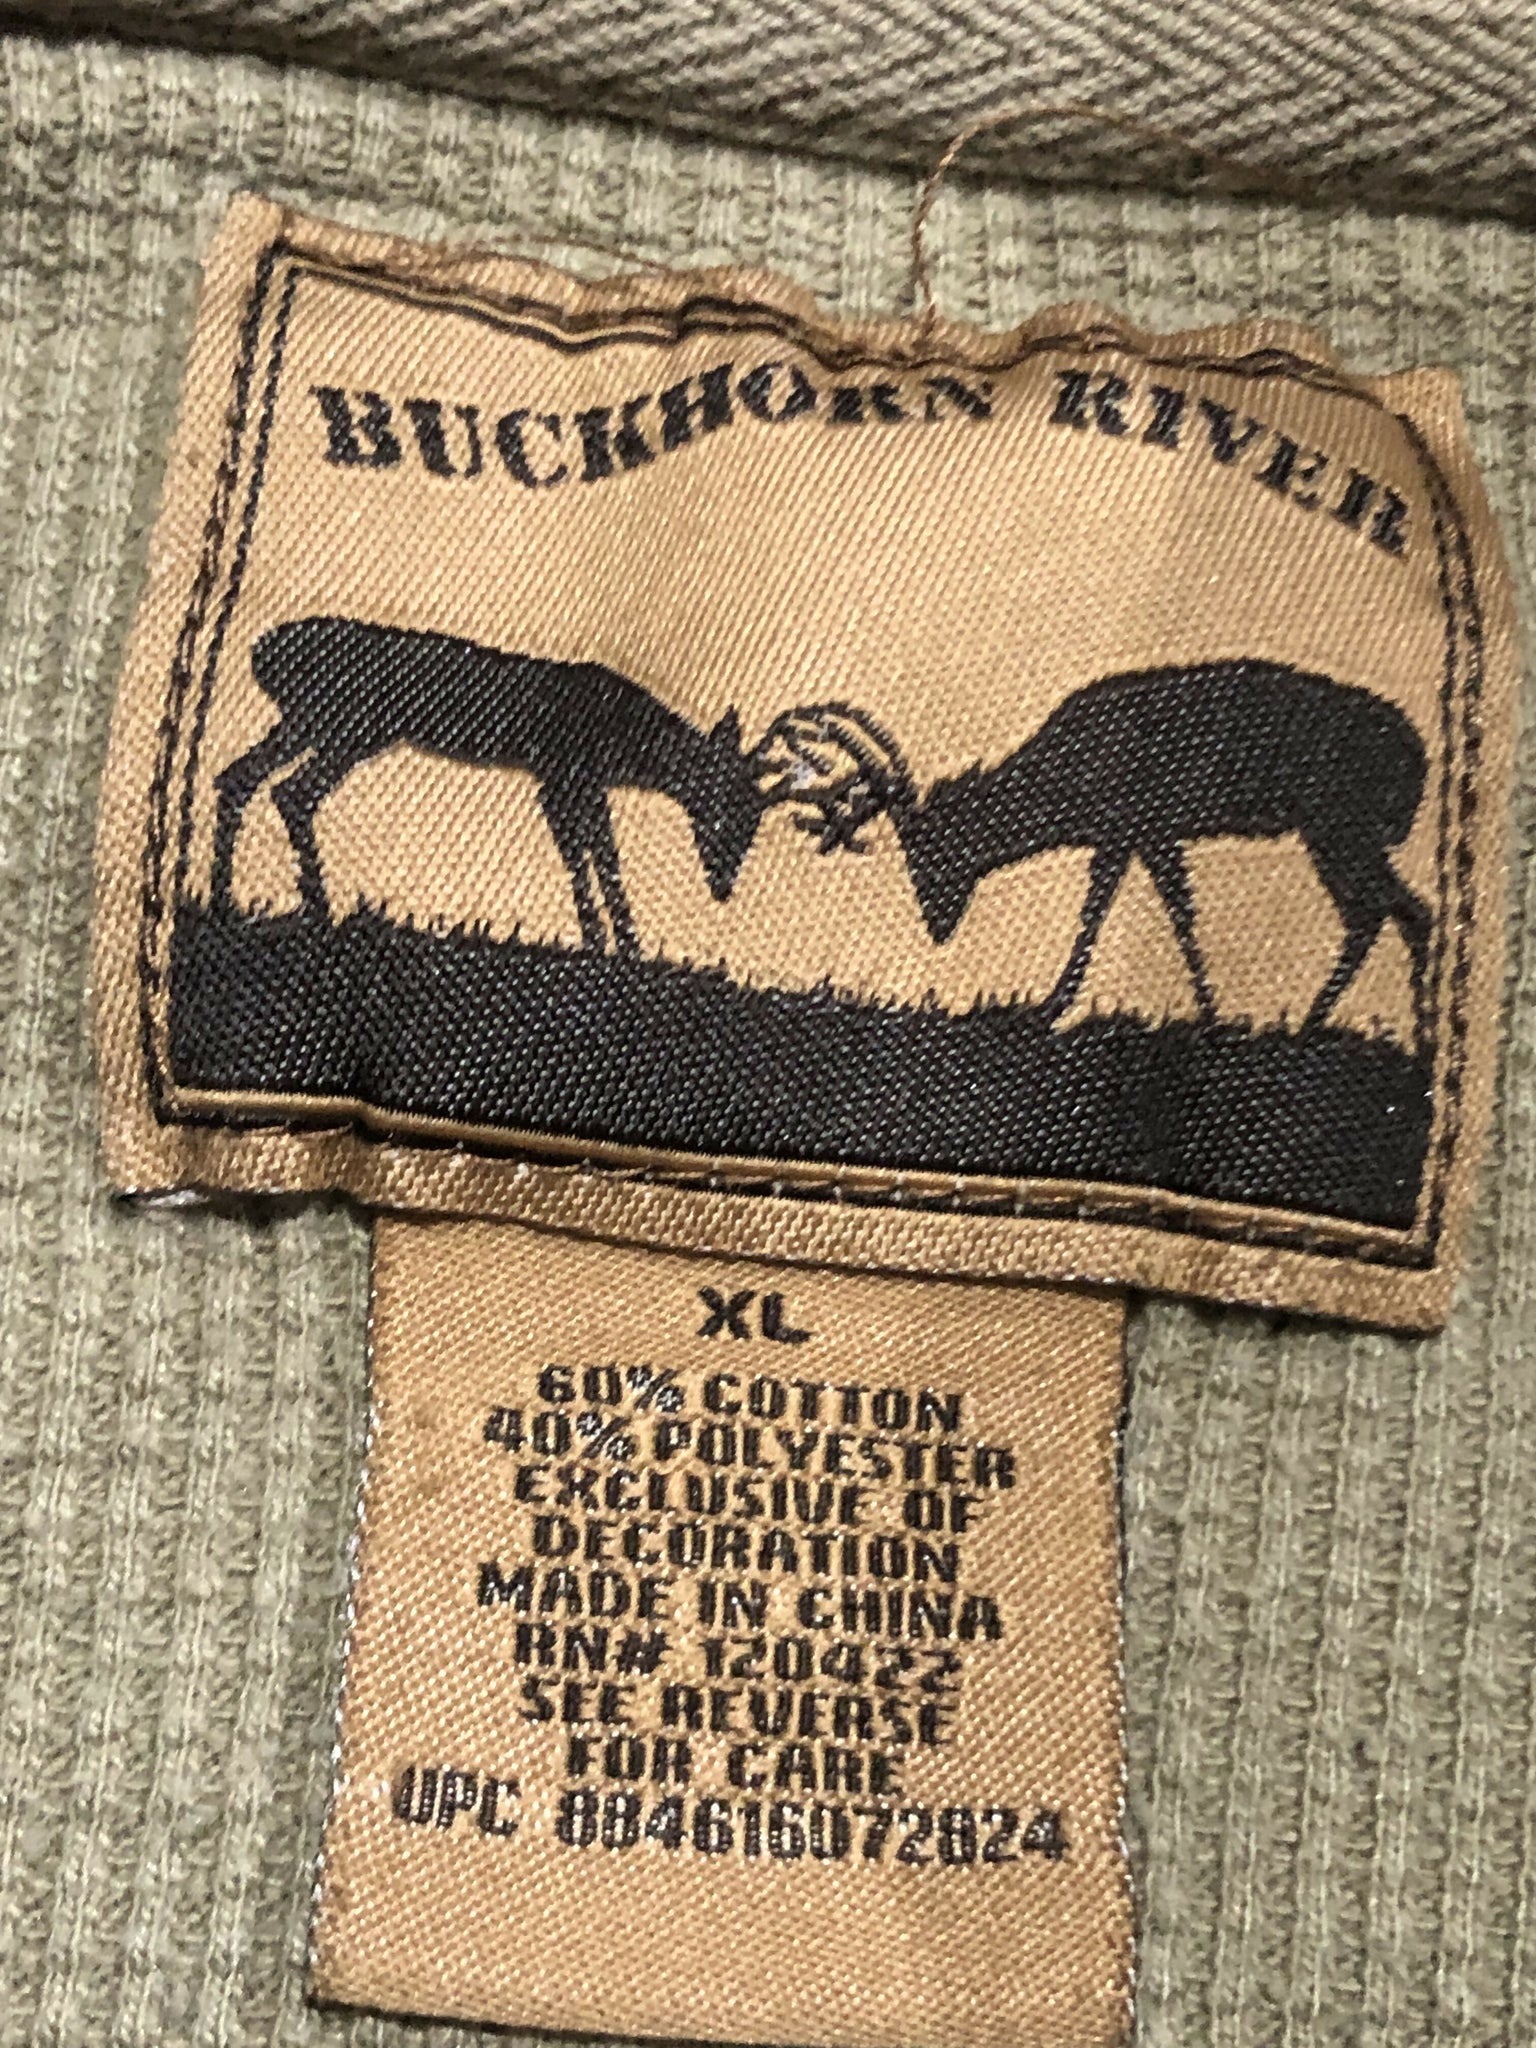 BUCKHORN RIVER
XL
60% COTTON
40% POLYESTER
EXCLUSIVE OF
DECORATION
MADE IN CHINA
RN# 120422
SEE REVERSE
FOR CARE
UPC 884616072824